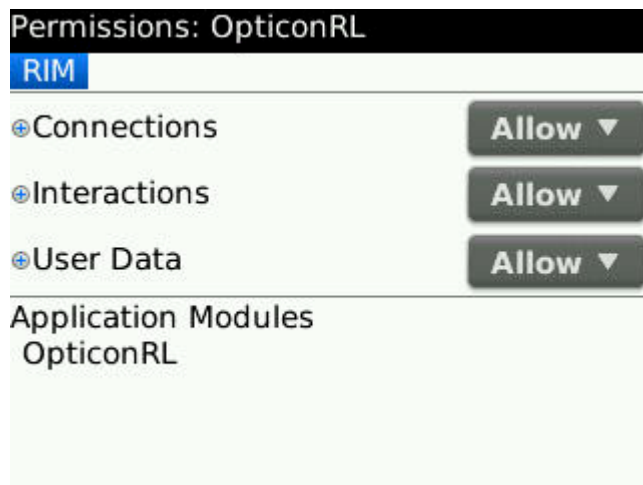 Permissions: OpticonRL
RIM
Connections Allow
Interactions Allow
User Data Allow
Application Modules
OpticonRL